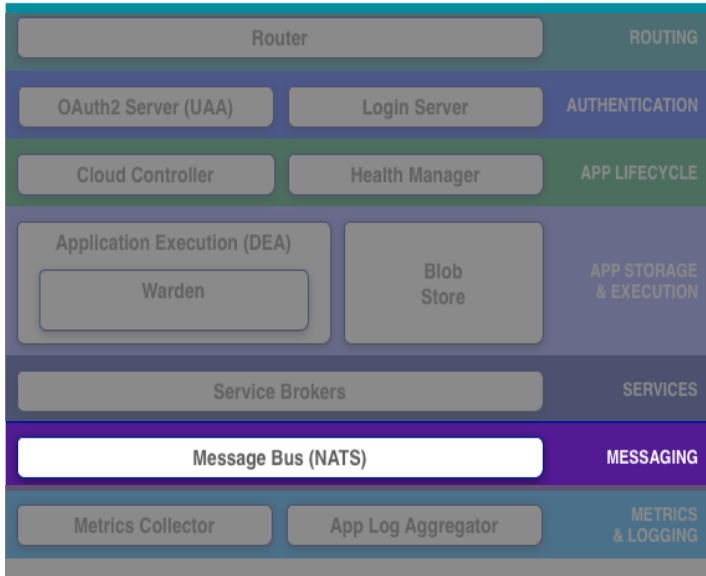 Router
ROUTING
OAuth2 Server (UAA)
Login Server
AUTHENTICATION
Cloud Controller
Health Manager
APP LIFECYCLE
Application Execution (DEA)
Warden
Blob
Store
APP STORAGE
& EXECUTION
Service Brokers
SERVICES
Message Bus (NATS)
MESSAGING
Metrics Collector
App Log Aggregator
METRICS
& LOGGING